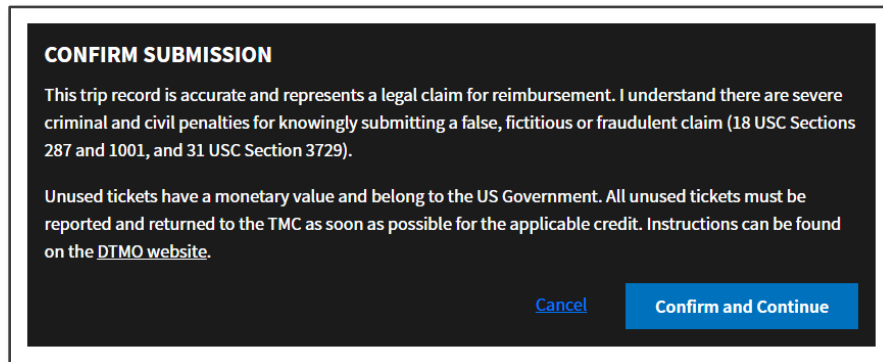 CONFIRM SUBMISSION
This trip record is accurate and represents a legal claim for reimbursement. I understand there are severe
criminal and civil penalties for knowingly submitting a false, fictitious or fraudulent claim (18 USC Sections
287 and 1001, and 31 USC Section 3729).
Unused tickets have a monetary value and belong to the US Government. All unused tickets must be
reported and returned to the TMC as soon as possible for the applicable credit. Instructions can be found
on the DTMO website.
Cancel Confirm and Continue